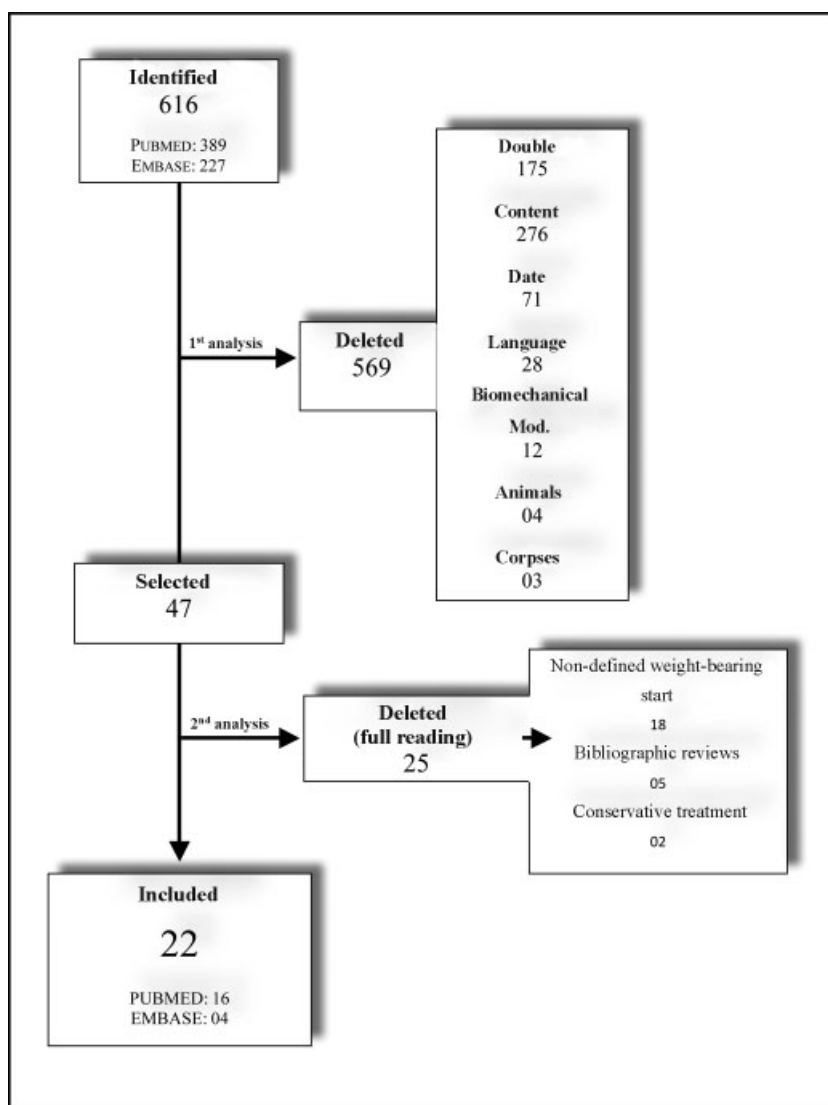 Identified
616
PUBMED: 389
EMBASE: 227
1st analysis
Deleted
569
Double
175
Content
276
Date
71
Language
28
Biomechanical
Mod.
12
Animals
04
Corpses
03
Selected
47
2nd analysis
Deleted
(full reading)
25
Non-defined weight-bearing
start
18
Bibliographic reviews
05
Conservative treatment
02
Included
22
PUBMED: 16
EMBASE: 04